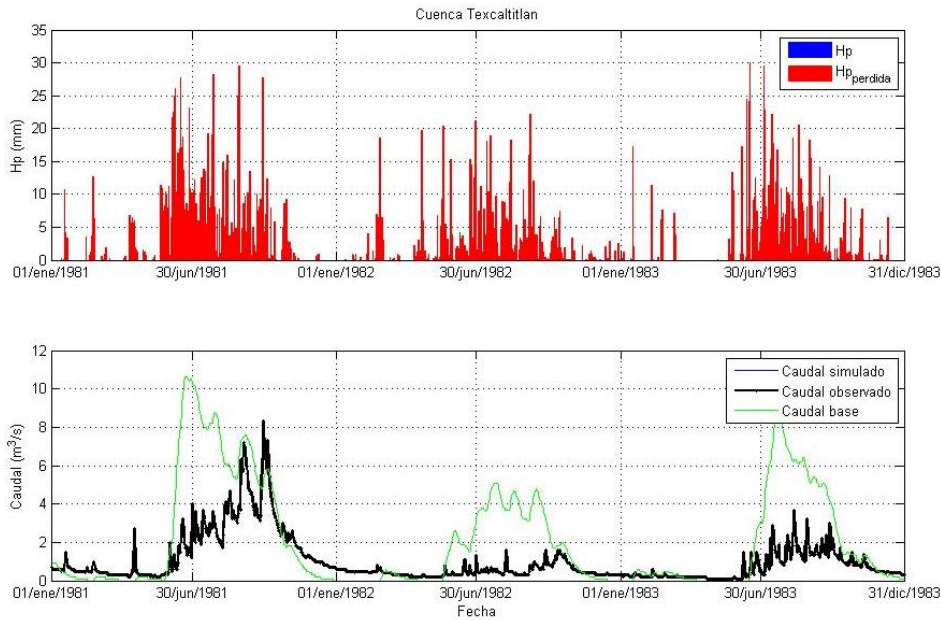 Cuenca Texcaltitlan
35
30
25
20
15
10
5
0
Hp (mm)
Hp
Hp perdida
01/ene/1981 30/jun/1981 01/ene/1982 30/jun/1982 01/ene/1983 30/jun/1983 31/dic/1983
12
10
8
6
4
2
0
Caudal (m³/s)
Caudal simulado
Caudal observado
Caudal base
01/ene/1981 30/jun/1981 01/ene/1982 30/jun/1982 01/ene/1983 30/jun/1983 31/dic/1983
Fecha